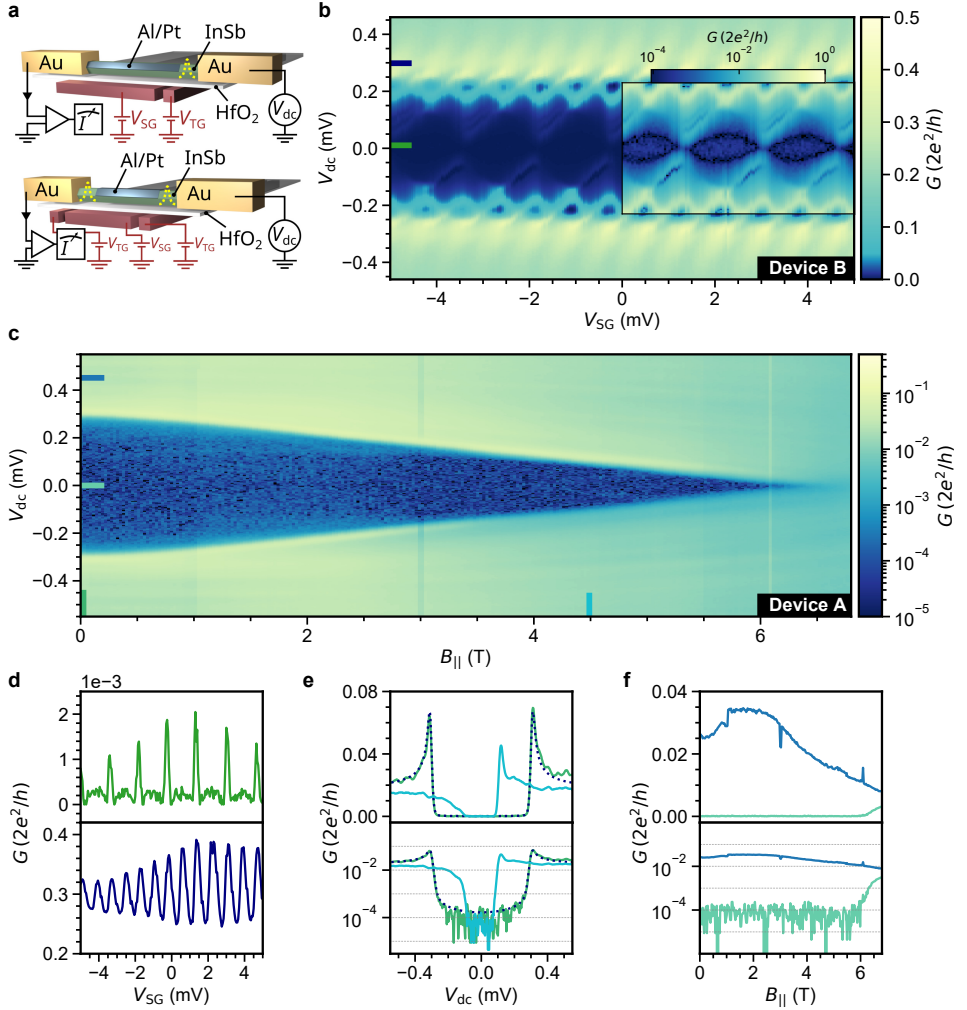 a
Al/Pt
InSb
Au
Au
I
V_SG
V_TG
HfO₂
V_dc
Al/Pt
InSb
Au
Au
I
V_TG
V_SG
V_TG
HfO₂
V_dc
b
G (2e²/h)
10⁻⁴ 10⁻² 10⁰
V_dc (mV)
0.4
0.2
0.0
−0.2
−0.4
−4 −2 0 2 4
V_SG (mV)
Device B
0.5
0.4
0.3
0.2
0.1
0.0
G (2e²/h)
c
V_dc (mV)
0.4
0.2
0.0
−0.2
−0.4
0 2 4 6
B_|| (T)
Device A
10⁻¹
10⁻²
10⁻³
10⁻⁴
10⁻⁵
G (2e²/h)
d
1e−3
2
1
0
G (2e²/h)
0.4
0.3
0.2
−5.0 −2.5 0.0 2.5
V_SG (mV)
e
0.08
0.04
0.00
G (2e²/h)
10⁻²
10⁻⁴
−0.4 0.0 0.4
V_dc (mV)
f
0.04
0.02
0.00
G (2e²/h)
10⁻²
10⁻⁴
0 2 4 6
B_|| (T)